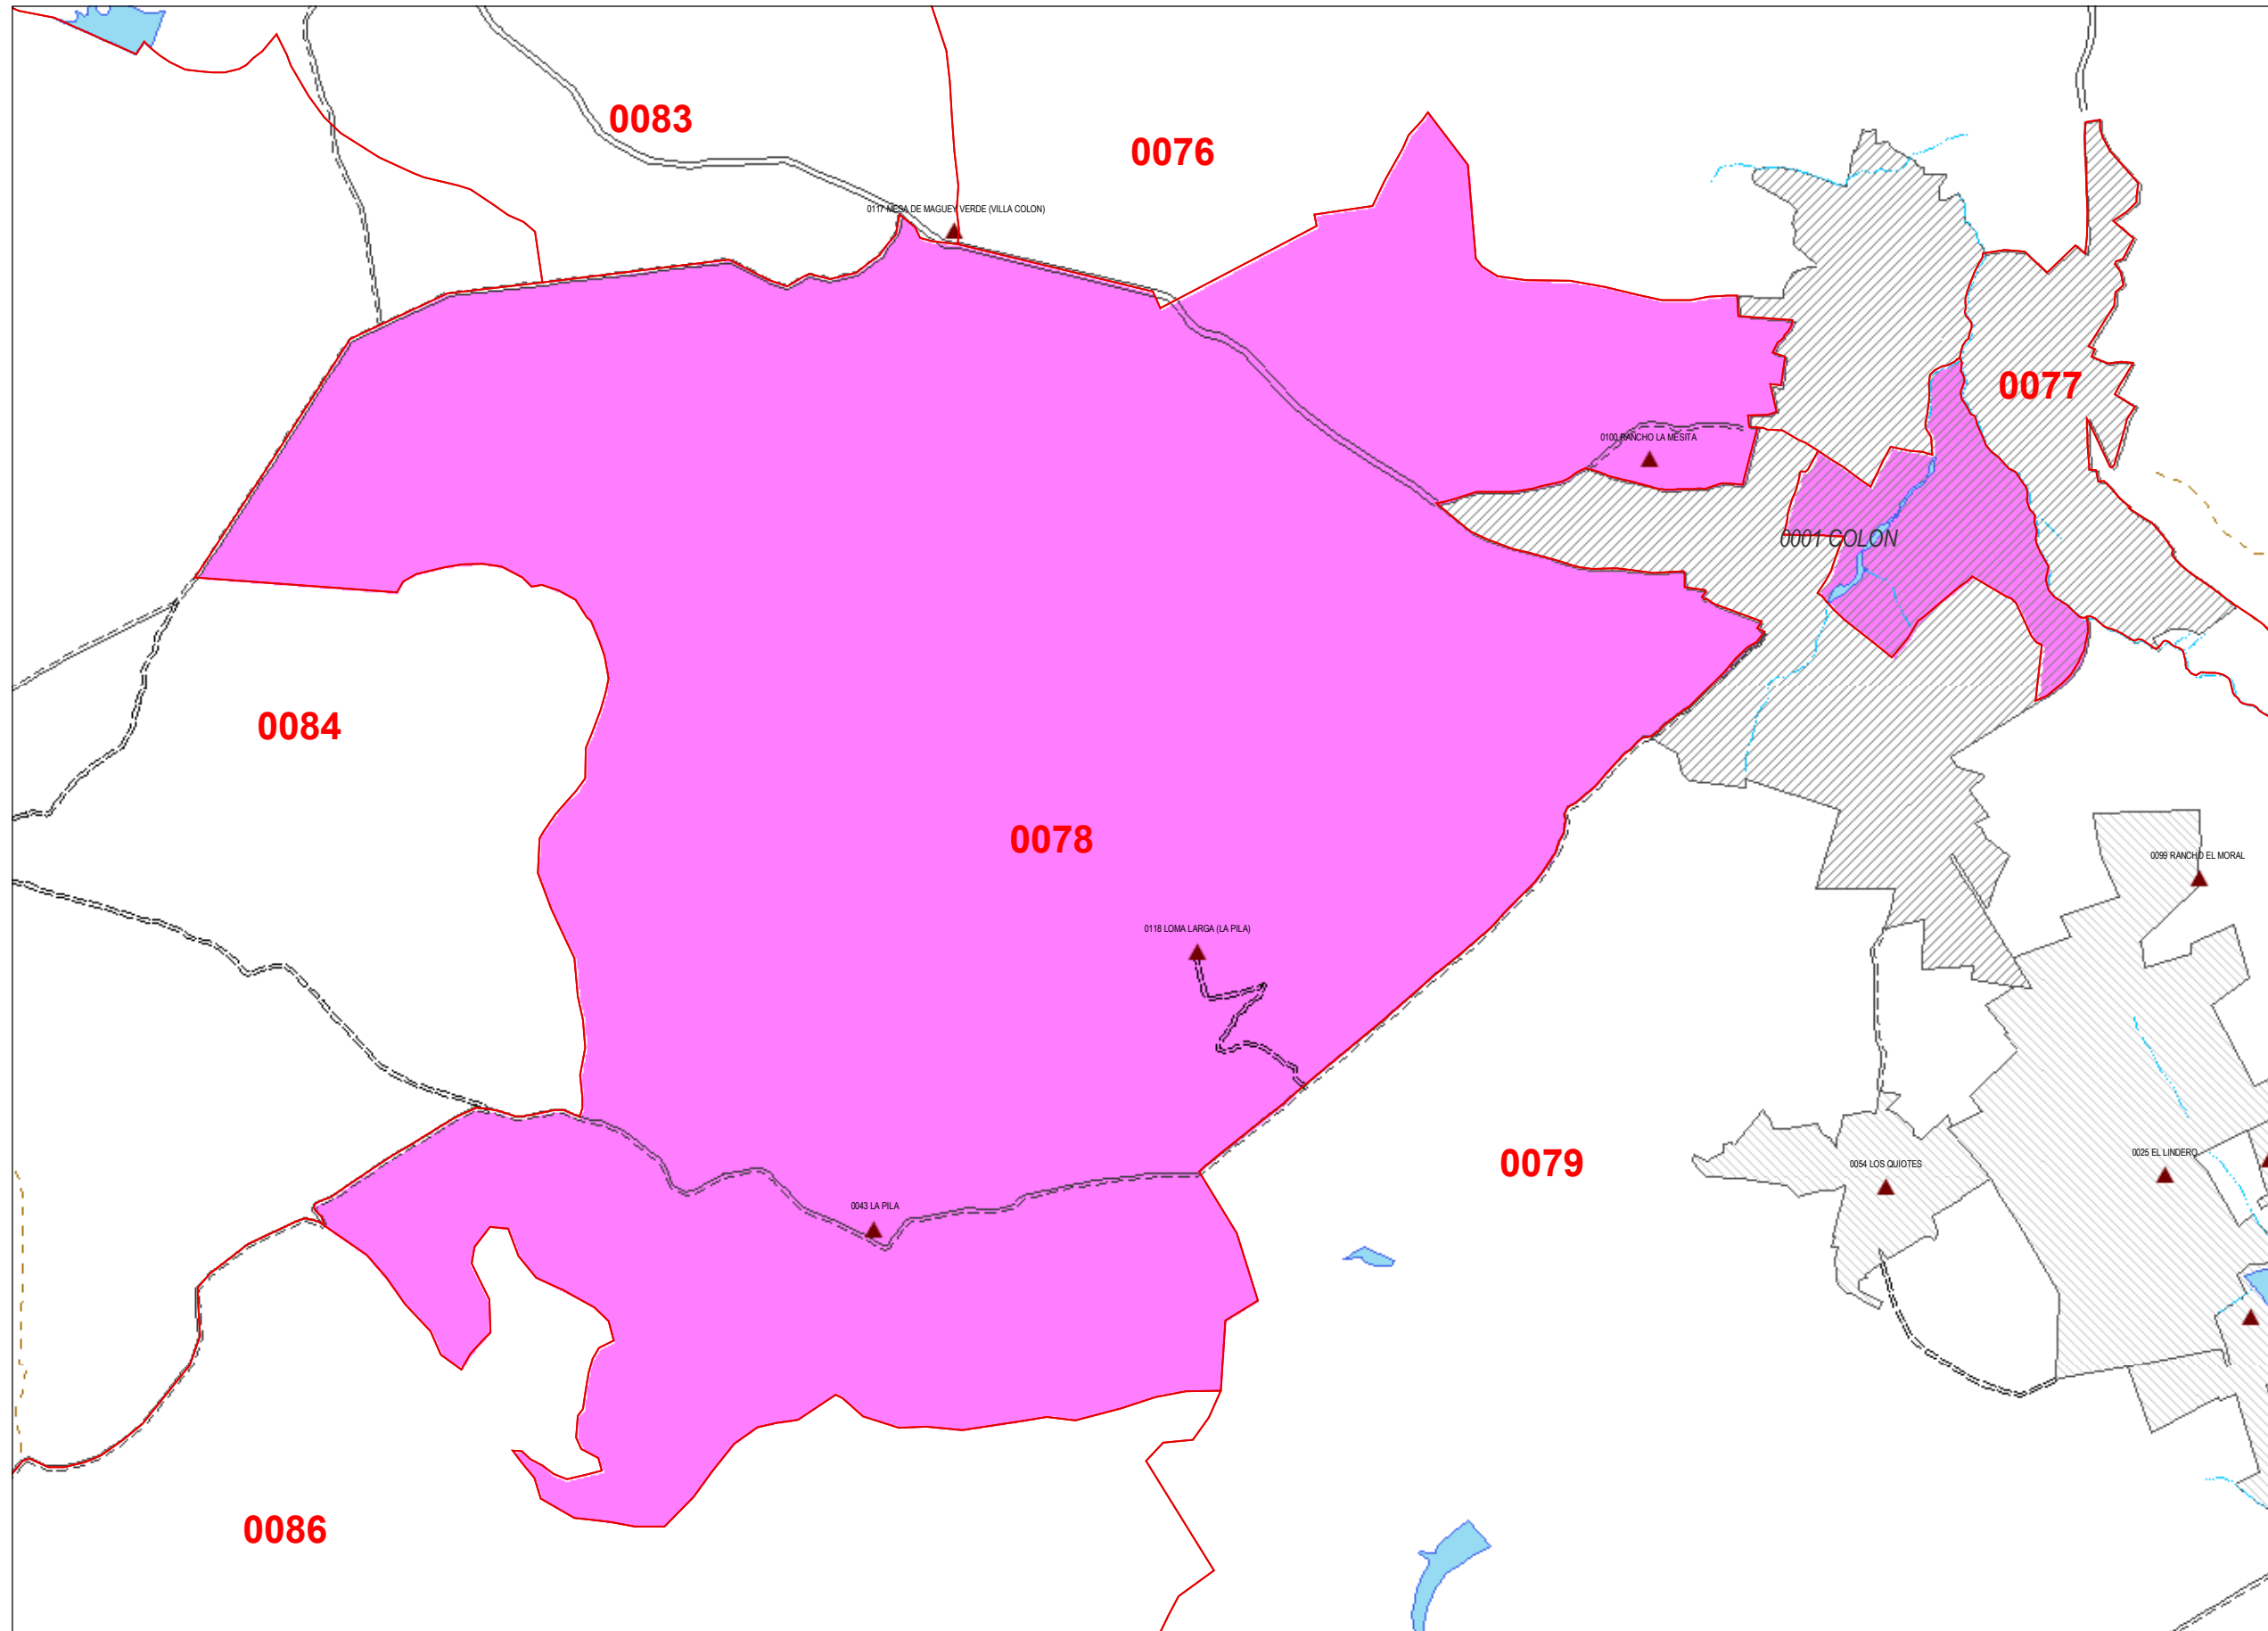 0083
0076
0117 MESA DE MAGUEY VERDE (VILLA COLON)
0077
0100 RANCHO LA MESITA
0001 COLON
0084
0078
0099 RANCHO EL MORAL
0118 LOMA LARGA (LA PILA)
0079
0054 LOS QUIOTES
0025 EL LINDERO
0043 LA PILA
0086